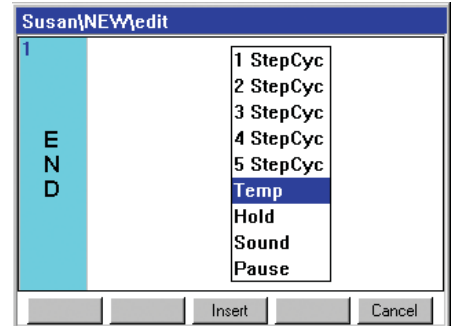 Susan\NEW\edit
1
END
1 StepCyc
2 StepCyc
3 StepCyc
4 StepCyc
5 StepCyc
Temp
Hold
Sound
Pause
Insert
Cancel